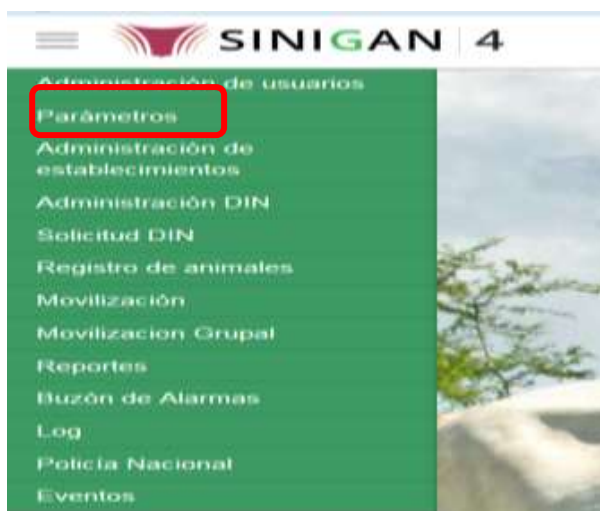 SINIGAN 4
Administración de usuarios
Parámetros
Administración de
establecimientos
Administración DIN
Solicitud DIN
Registro de animales
Movilización
Movilizacion Grupal
Reportes
Buzón de Alarmas
Log
Policía Nacional
Eventos